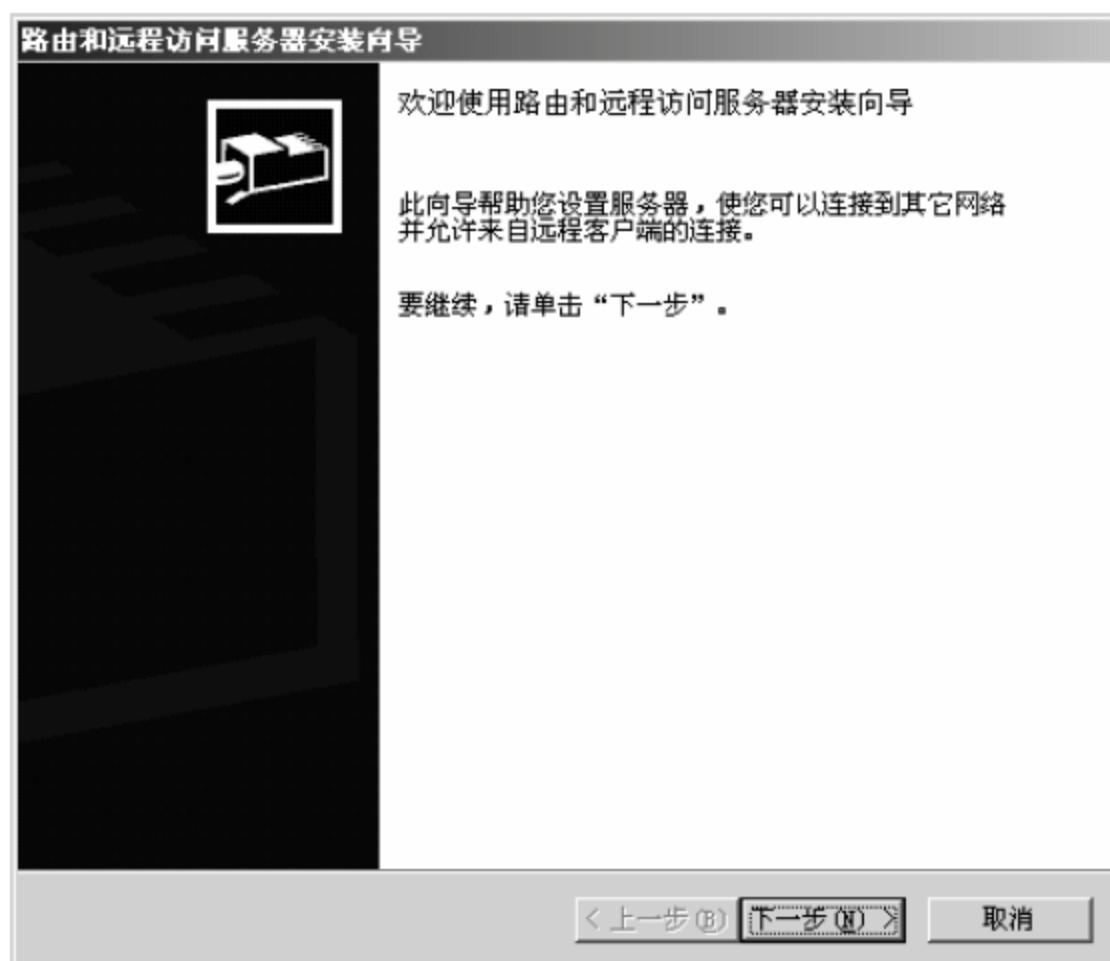 路由和远程访问服务器安装向导
欢迎使用路由和远程访问服务器安装向导
此向导帮助您设置服务器，使您可以连接到其它网络
并允许来自远程客户端的连接。
要继续，请单击“下一步”。
< 上一步(B) 下一步(N) > 取消